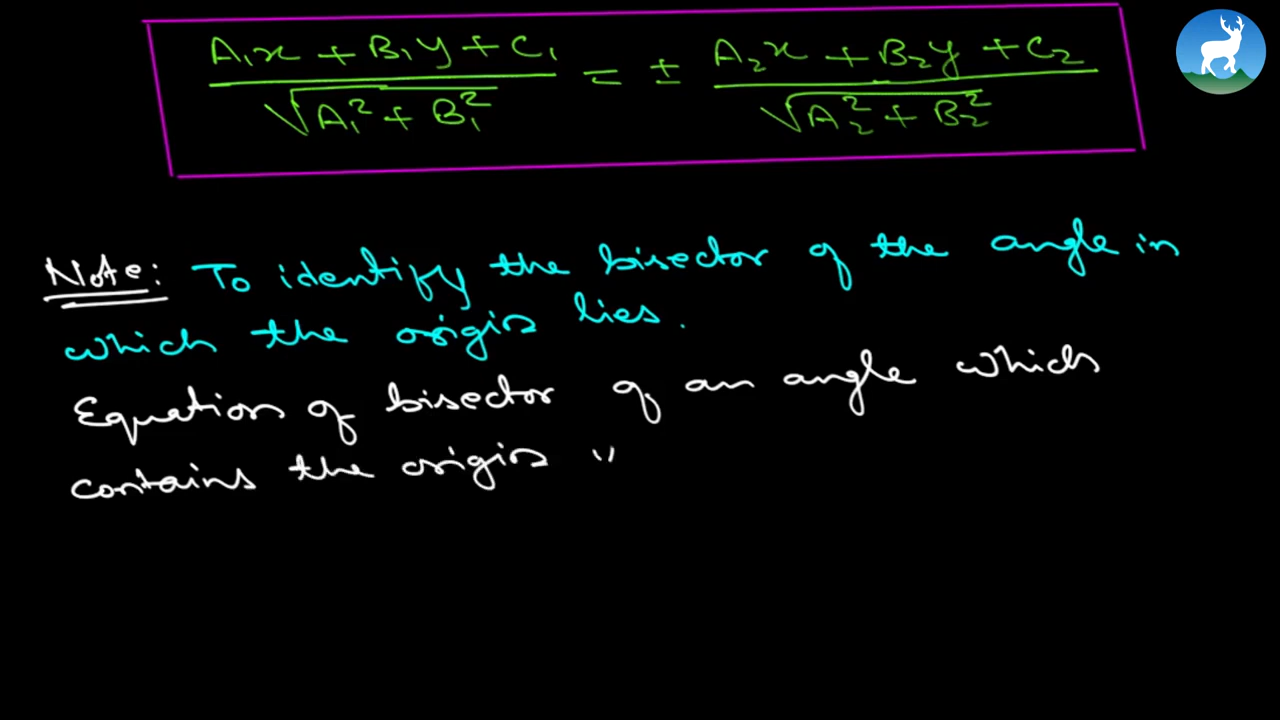 A₁x + B₁y + C₁ / √A₁² + B₁² = ± A₂x + B₂y + C₂ / √A₂² + B₂²
Note: To identify the bisector of the angle in
which the origin lies.
Equation of bisector of an angle which
contains the origin